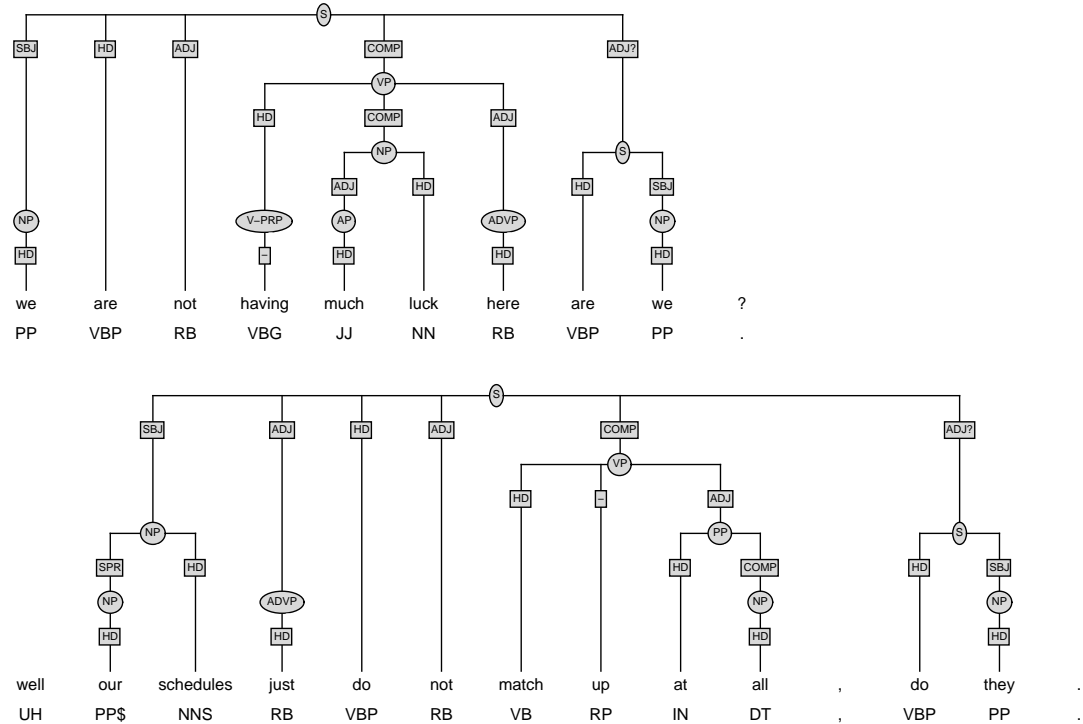 S
SBJ HD ADJ COMP ADJ?
VP
HD COMP ADJ
NP S
ADJ HD HD SBJ
NP V–PRP AP ADVP NP
HD – HD HD HD
we are not having much luck here are we ?
PP VBP RB VBG JJ NN RB VBP PP .
S
SBJ ADJ HD ADJ COMP ADJ?
VP
HD – ADJ
NP PP S
SPR HD HD COMP HD SBJ
NP ADVP NP NP
HD HD HD HD
well our schedules just do not match up at all , do they .
UH PP$ NNS RB VBP RB VB RP IN DT , VBP PP .